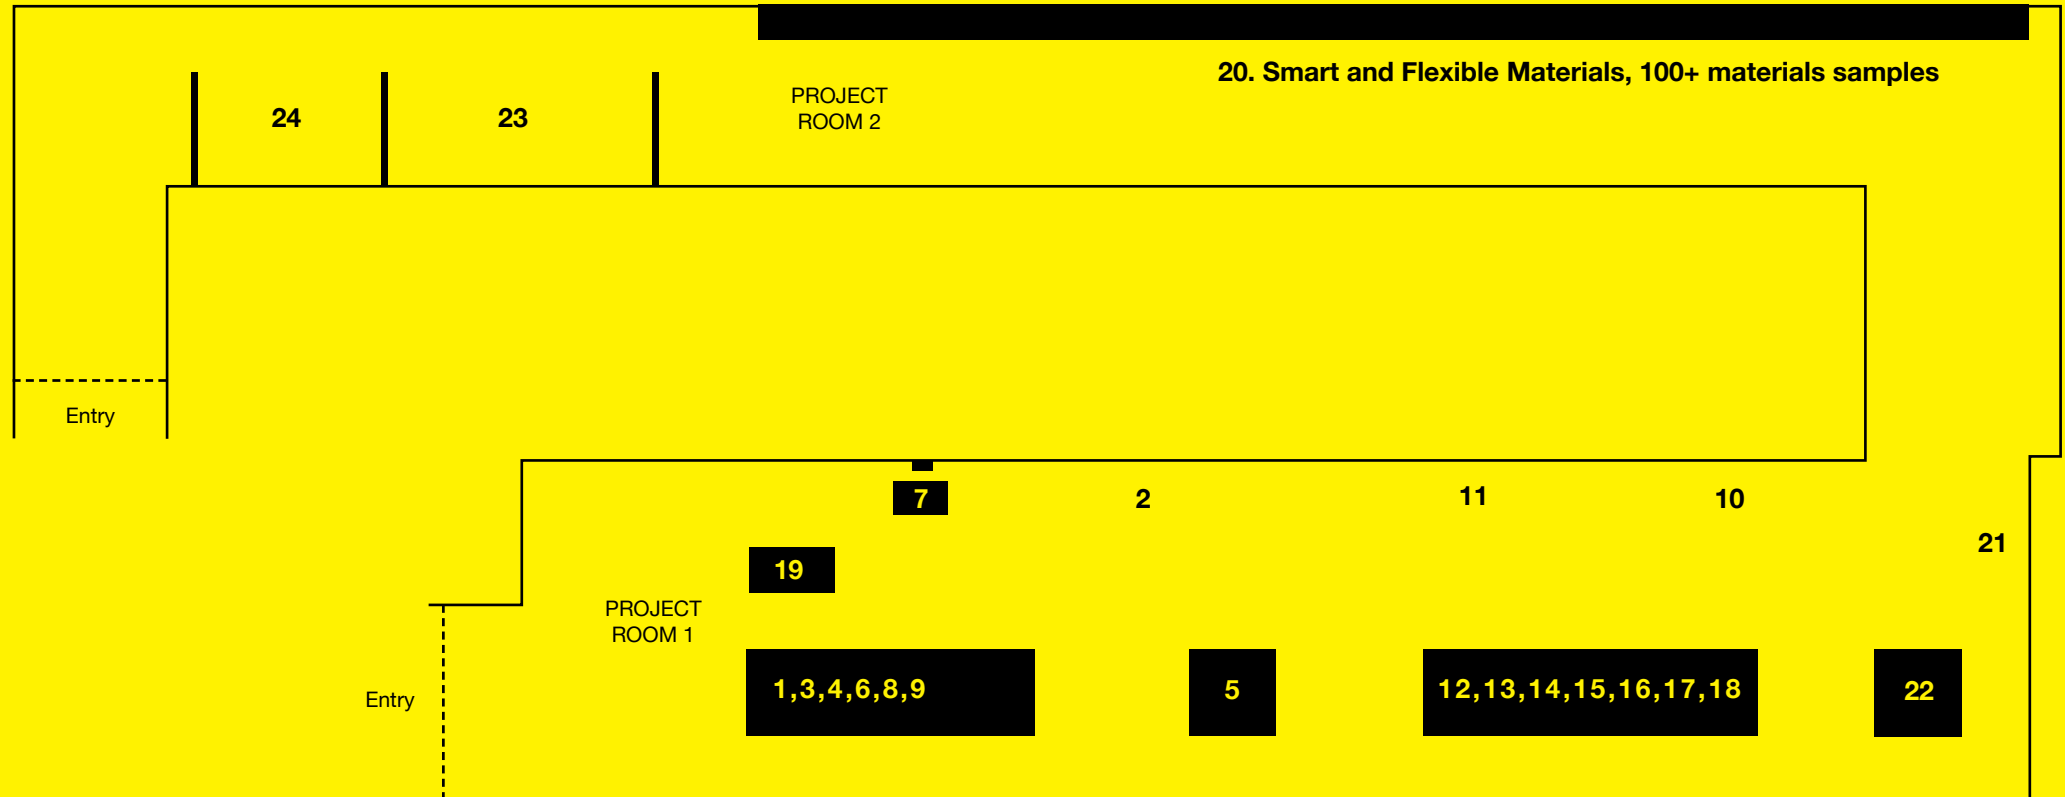 20. Smart and Flexible Materials, 100+ materials samples
24
23
PROJECT
ROOM 2
Entry
7
2
11
10
21
19
PROJECT
ROOM 1
Entry
1,3,4,6,8,9
5
12,13,14,15,16,17,18
22